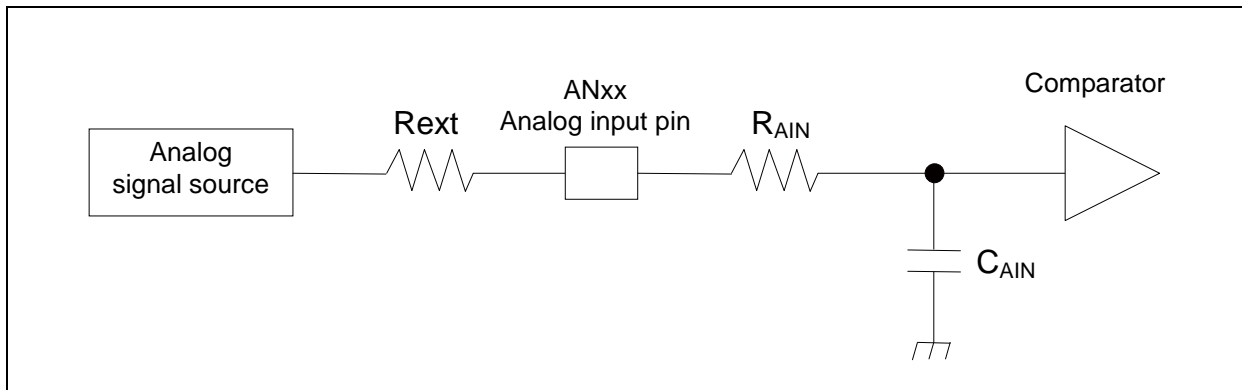 Analog
signal source
Rext
ANxx
Analog input pin
RAIN
Comparator
CAIN